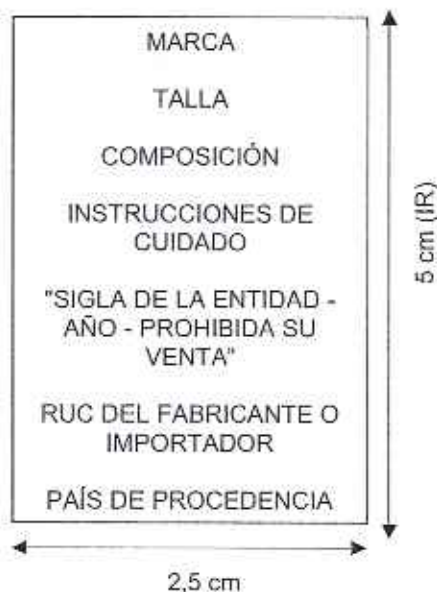 MARCA
TALLA
COMPOSICIÓN
INSTRUCCIONES DE
CUIDADO
"SIGLA DE LA ENTIDAD -
AÑO - PROHIBIDA SU
VENTA"
RUC DEL FABRICANTE O
IMPORTADOR
PAÍS DE PROCEDENCIA
5 cm (IR)
2,5 cm